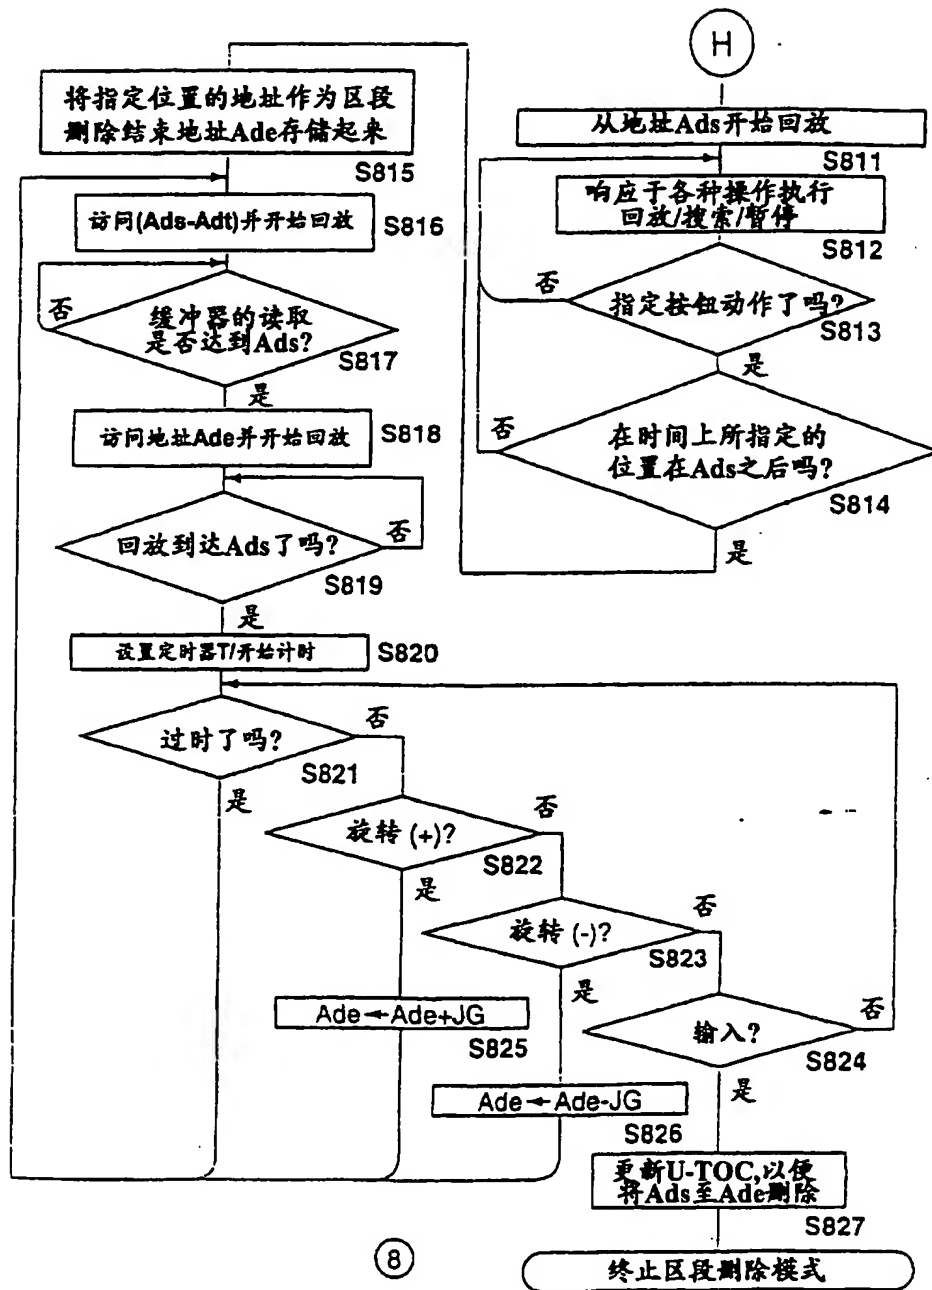 H
从地址Ads开始回放
S811
响应于各种操作执行
回放/搜索/暂停
S812
否
指定按钮动作了吗?
S813
是
否
在时间上所指定的
位置在Ads之后吗?
S814
是
将指定位置的地址作为区段
删除结束地址Ade存储起来
S815
访问(Ads-Adt)并开始回放
S816
否
缓冲器的读取
是否达到Ads?
S817
是
访问地址Ade并开始回放
S818
回放到达Ads了吗?
否
S819
是
设置定时器T/开始计时
S820
过时了吗?
否
S821
是
旋转 (+)?
否
S822
是
旋转 (-)?
否
S823
是
输入?
否
S824
是
Ade←Ade+JG
S825
Ade←Ade-JG
S826
更新U-TOC,以便
将Ads至Ade删除
S827
终止区段删除模式
8